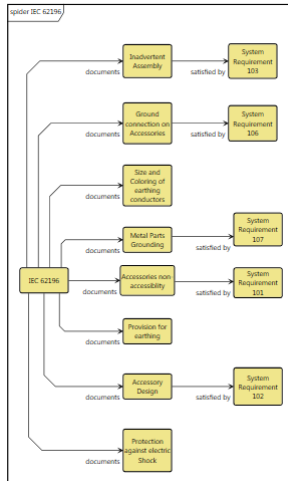 spider IEC 62196
Inadvertent
Assembly
System
Requirement
103
documents
satisfied by
Ground
connection on
Accessories
System
Requirement
106
documents
satisfied by
Size and
Coloring of
earthing
conductors
documents
Metal Parts
Grounding
System
Requirement
107
documents
satisfied by
IEC 62196
Accessories non
accessiblity
System
Requirement
101
documents
satisfied by
Provision for
earthing
documents
Accessory
Design
System
Requirement
102
documents
satisfied by
Protection
against electric
Shock
documents